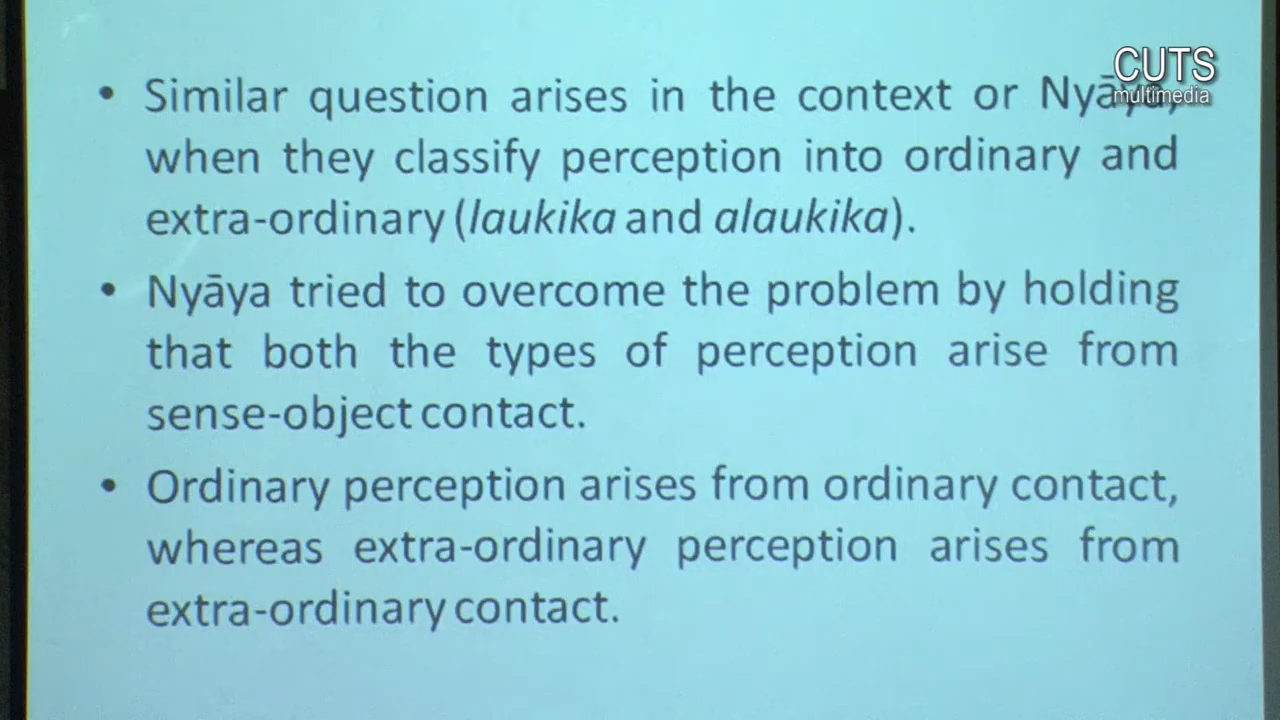 CUTS
multimedia
• Similar question arises in the context or
when they classify perception into ordinary and
extra-ordinary (laukika and alaukika).
• Nyāya tried to overcome the problem by holding
that both the types of perception arise from
sense-object contact.
• Ordinary perception arises from ordinary contact,
whereas extra-ordinary perception arises from
extra-ordinary contact.